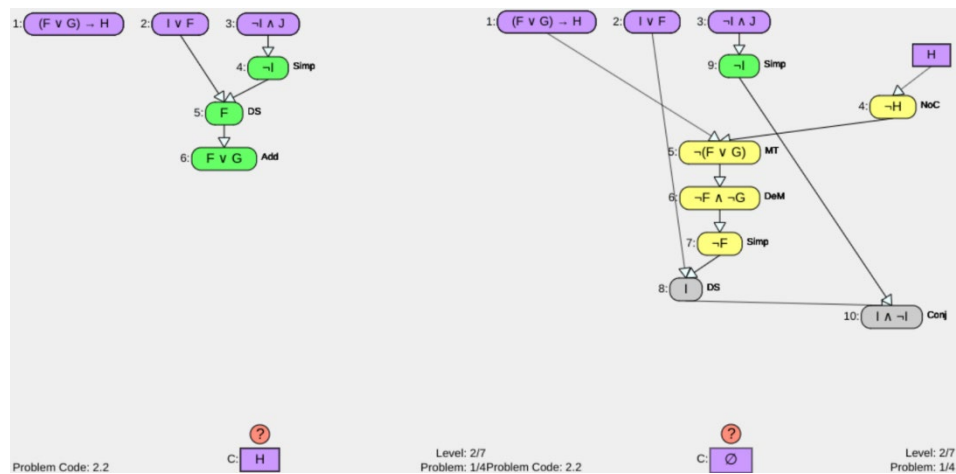 1: (F ∨ G) → H
2: I ∨ F
3: ¬I ∧ J
4: ¬I Simp
5: F DS
6: F ∨ G Add
?
C: H
Problem Code: 2.2
Level: 2/7
Problem: 1/4
1: (F ∨ G) → H
2: I ∨ F
3: ¬I ∧ J
9: ¬I Simp
H
4: ¬H NoC
5: ¬(F ∨ G) MT
6: ¬F ∧ ¬G DeM
7: ¬F Simp
8: I DS
10: I ∧ ¬I Conj
?
C: ∅
Problem Code: 2.2
Level: 2/7
Problem: 1/4